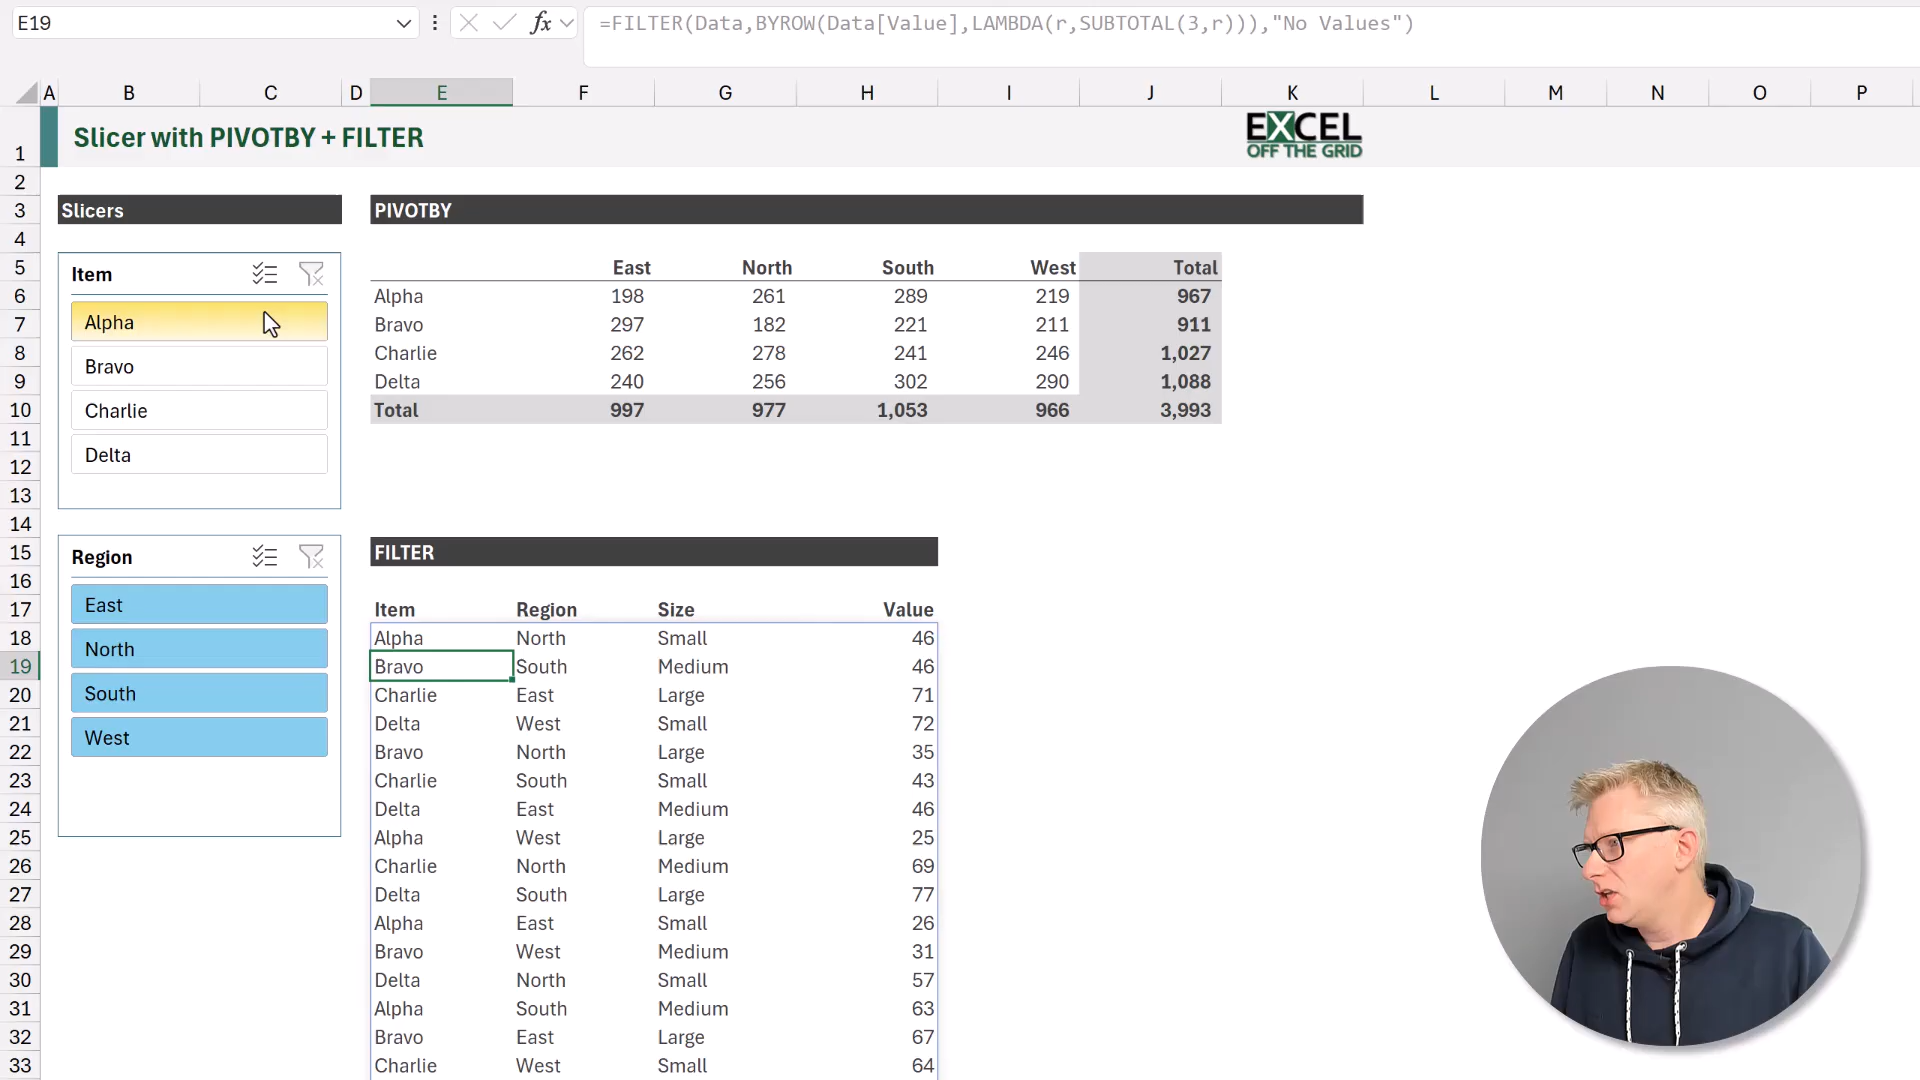 E19
fx
=FILTER(Data,BYROW(Data[Value],LAMBDA(r,SUBTOTAL(3,r))),"No Values")
A B C D E F G H I J K L M N O P
1 Slicer with PIVOTBY + FILTER
EXCEL
OFF THE GRID
2
3 Slicers PIVOTBY
4
5 East North South West Total
6 Alpha 198 261 289 219 967
7 Bravo 297 182 221 211 911
8 Charlie 262 278 241 246 1,027
9 Delta 240 256 302 290 1,088
10 Total 997 977 1,053 966 3,993
11
12
13
14
Item
Alpha
Bravo
Charlie
Delta
15 FILTER
16
17 Item Region Size Value
18 Alpha North Small 46
19 Bravo South Medium 46
20 Charlie East Large 71
21 Delta West Small 72
22 Bravo North Large 35
23 Charlie South Small 43
24 Delta East Medium 46
25 Alpha West Large 25
26 Charlie North Medium 69
27 Delta South Large 77
28 Alpha East Small 26
29 Bravo West Medium 31
30 Delta North Small 57
31 Alpha South Medium 63
32 Bravo East Large 67
33 Charlie West Small 64
Region
East
North
South
West